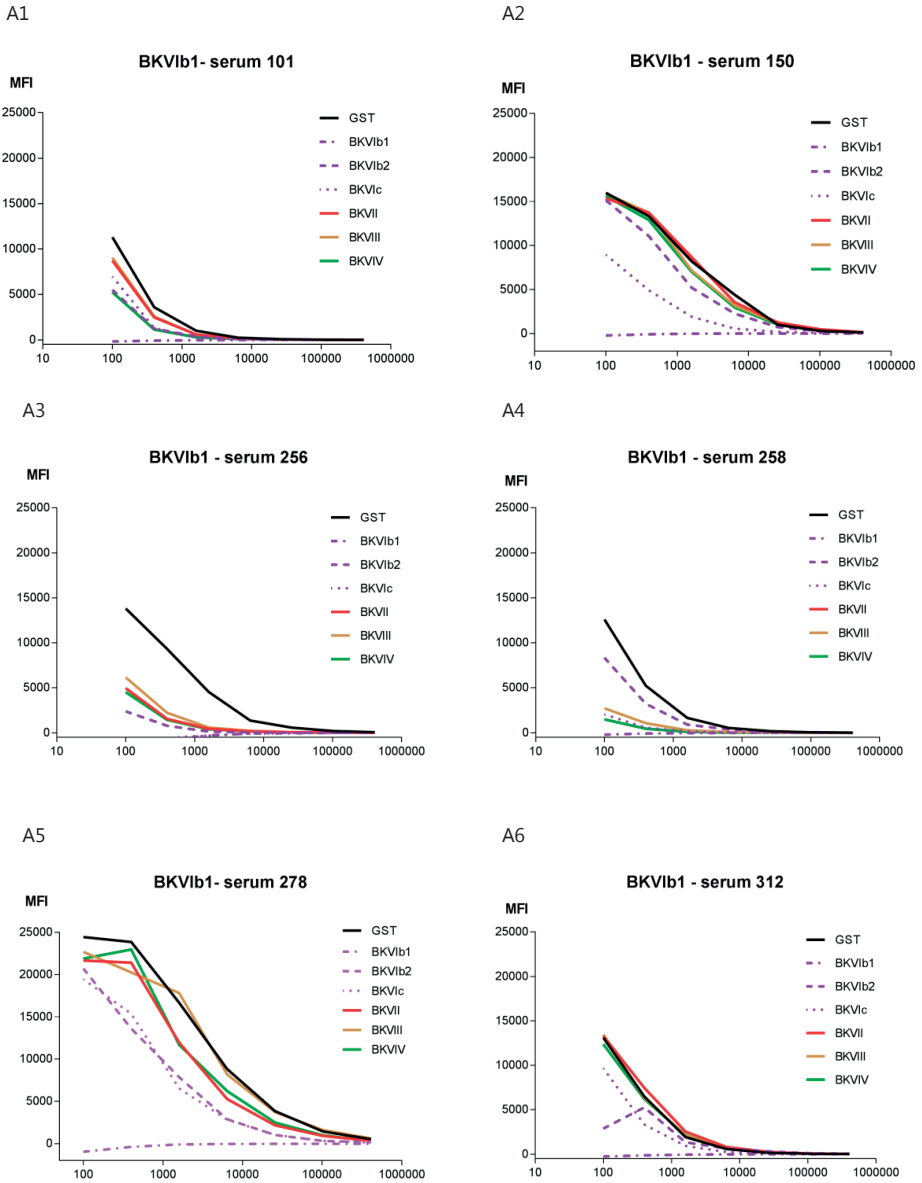 A1
BKVIb1- serum 101
MFI
25000
20000
15000
10000
5000
0
10
100
1000
10000
100000
1000000
GST
BKVIb1
BKVIb2
BKVIc
BKVII
BKVIII
BKVIV
A2
BKVIb1 - serum 150
MFI
25000
20000
15000
10000
5000
0
10
100
1000
10000
100000
1000000
GST
BKVIb1
BKVIb2
BKVIc
BKVII
BKVIII
BKVIV
A3
BKVIb1 - serum 256
MFI
25000
20000
15000
10000
5000
0
10
100
1000
10000
100000
1000000
GST
BKVIb1
BKVIb2
BKVIc
BKVII
BKVIII
BKVIV
A4
BKVIb1 - serum 258
MFI
25000
20000
15000
10000
5000
0
10
100
1000
10000
100000
1000000
GST
BKVIb1
BKVIb2
BKVIc
BKVII
BKVIII
BKVIV
A5
BKVIb1- serum 278
MFI
25000
20000
15000
10000
5000
0
100
1000
10000
100000
1000000
GST
BKVIb1
BKVIb2
BKVIc
BKVII
BKVIII
BKVIV
A6
BKVIb1 - serum 312
MFI
25000
20000
15000
10000
5000
0
10
100
1000
10000
100000
1000000
GST
BKVIb1
BKVIb2
BKVIc
BKVII
BKVIII
BKVIV